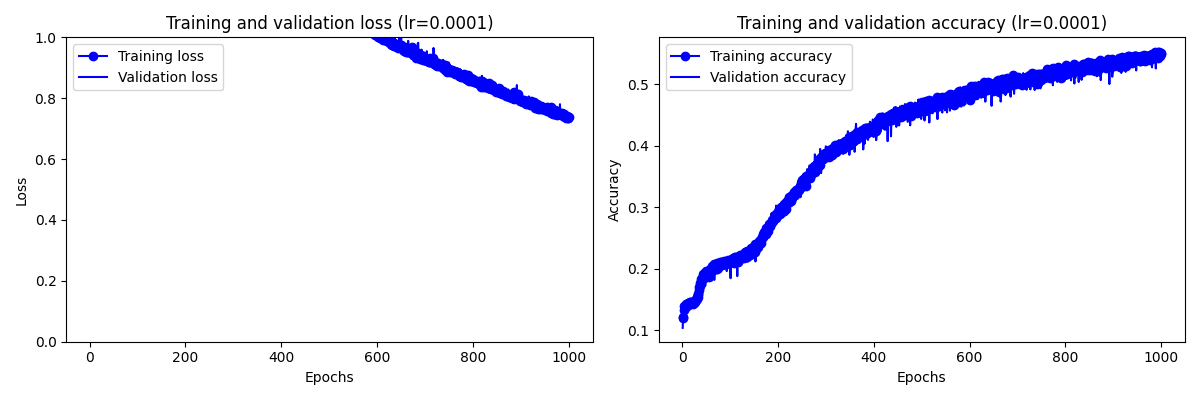 Training and validation loss (lr=0.0001)
Training loss
Validation loss
1.0
0.8
0.6
0.4
0.2
0.0
Loss
0 200 400 600 800 1000
Epochs
Training and validation accuracy (lr=0.0001)
Training accuracy
Validation accuracy
0.5
0.4
0.3
0.2
0.1
Accuracy
0 200 400 600 800 1000
Epochs